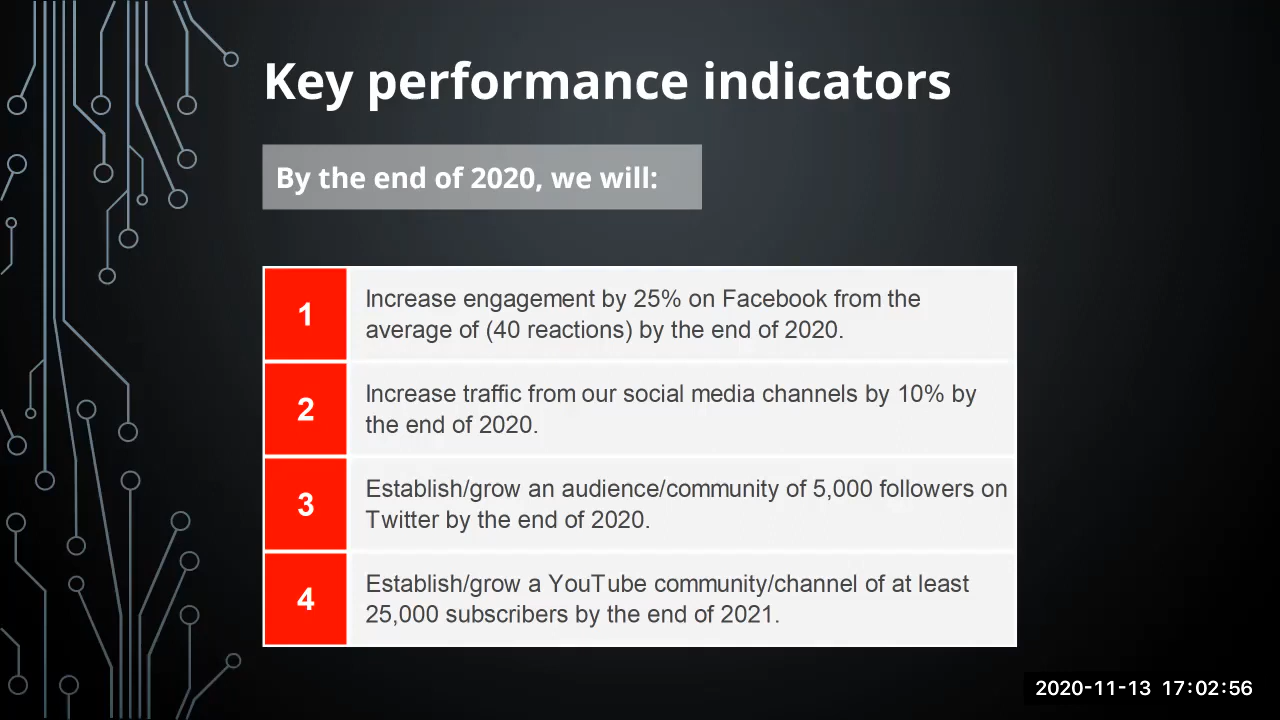 Key performance indicators
By the end of 2020, we will:
1
Increase engagement by 25% on Facebook from the
average of (40 reactions) by the end of 2020.
2
Increase traffic from our social media channels by 10% by
the end of 2020.
3
Establish/grow an audience/community of 5,000 followers on
Twitter by the end of 2020.
4
Establish/grow a YouTube community/channel of at least
25,000 subscribers by the end of 2021.
2020-11-13 17:02:56